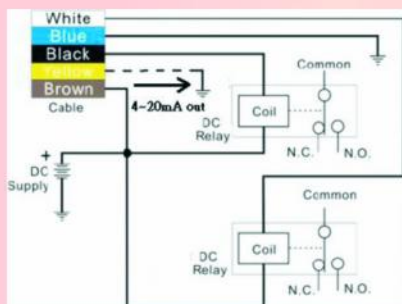 White
Blue
Black
Yellow
Brown
Cable
4~20mA out
+
DC
Supply
Common
Coil
DC
Relay
N.C.
N.O.
Common
Coil
DC
Relay
N.C.
N.O.